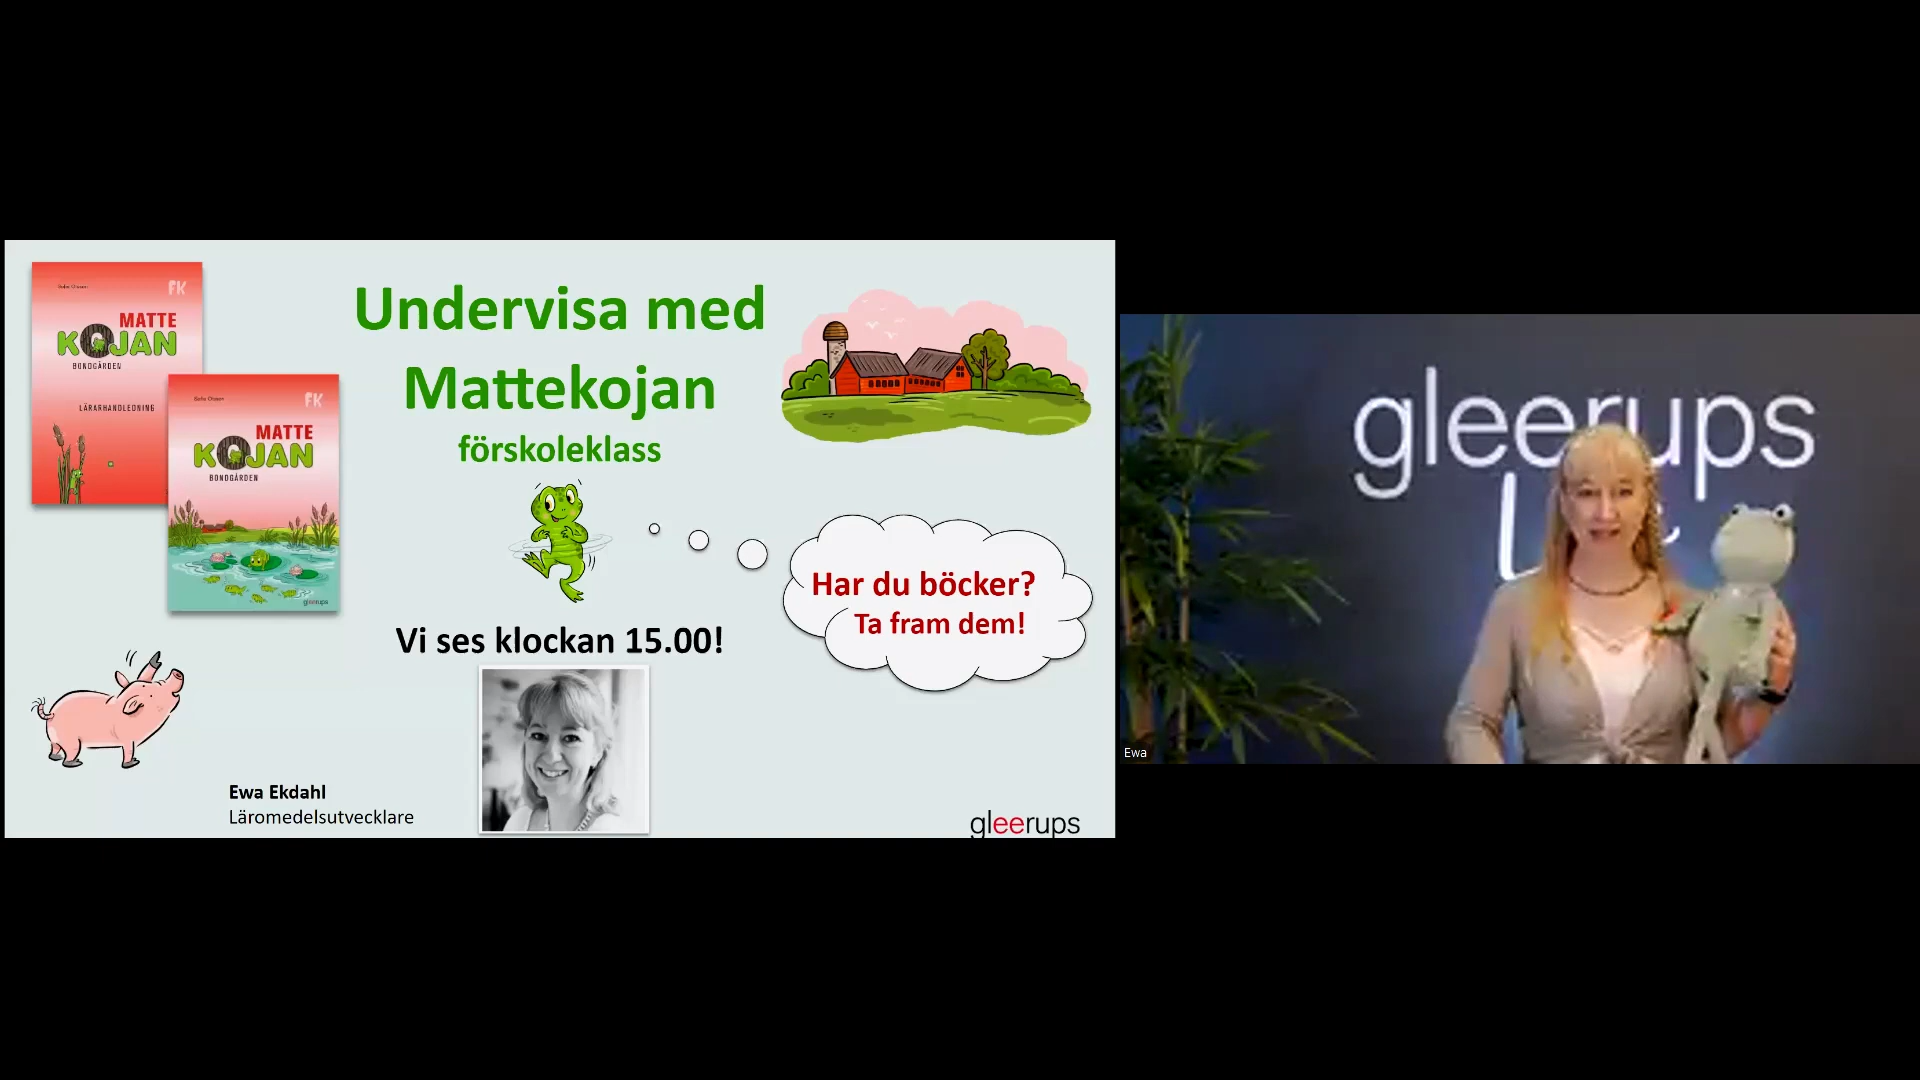 FK
MATTE
KOJAN
BONDGÅRDEN
LÄRARHANDLEDNING
FK
MATTE
KOJAN
BONDGÅRDEN
gleerups
Undervisa med
Mattekojan
förskoleklass
Har du böcker?
Ta fram dem!
Vi ses klockan 15.00!
Ewa Ekdahl
Läromedelsutvecklare
gleerups
gleerups
Ewa